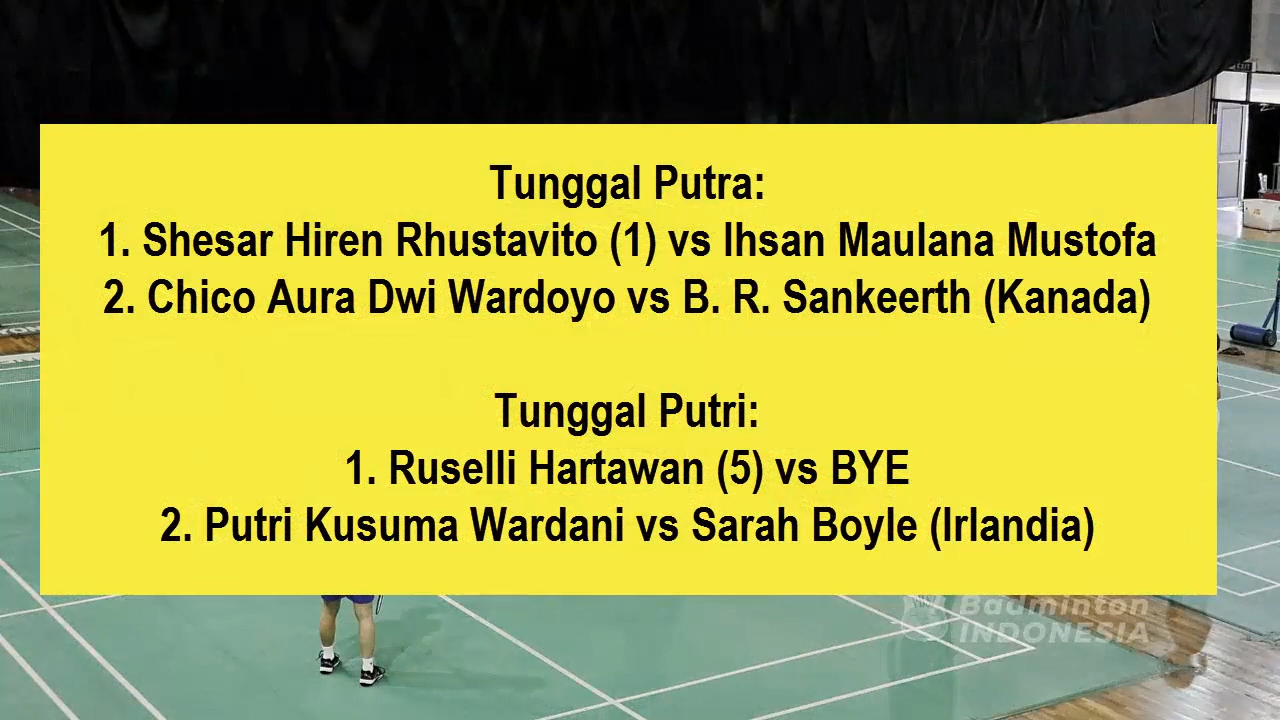 Tunggal Putra:
1. Shesar Hiren Rhustavito (1) vs Ihsan Maulana Mustofa
2. Chico Aura Dwi Wardoyo vs B. R. Sankeerth (Kanada)
Tunggal Putri:
1. Ruselli Hartawan (5) vs BYE
2. Putri Kusuma Wardani vs Sarah Boyle (Irlandia)
Badminton
INDONESIA